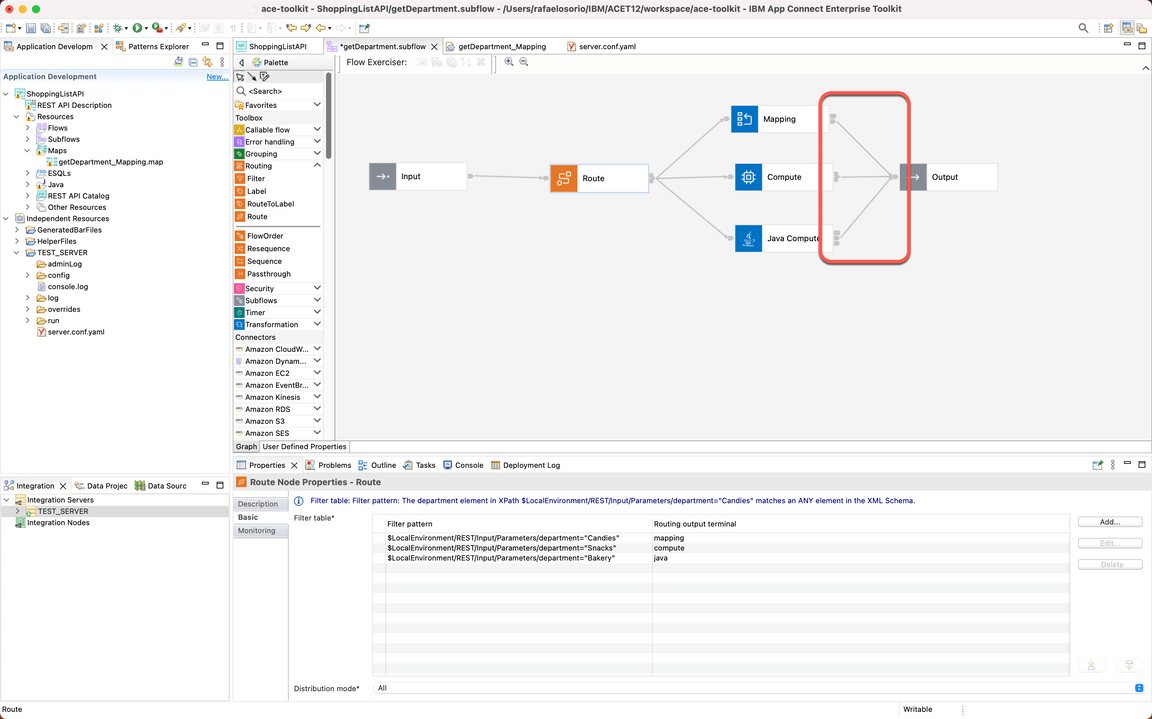 ace-toolkit - ShoppingListAPI/getDepartment.subflow - /Users/rafaelosorio/IBM/ACET12/workspace/ace-toolkit - IBM App Connect Enterprise Toolkit
Application Developm
Patterns Explorer
Application Development
New...
ShoppingListAPI
REST API Description
Resources
Flows
Subflows
Maps
getDepartment_Mapping.map
ESQLs
Java
REST API Catalog
Other Resources
Independent Resources
GeneratedBarFiles
HelperFiles
TEST_SERVER
adminLog
config
console.log
log
overrides
run
server.conf.yaml
ShoppingListAPI
*getDepartment.subflow
getDepartment_Mapping
server.conf.yaml
Palette
Flow Exerciser:
<Search>
Favorites
Toolbox
Callable flow
Error handling
Grouping
Routing
Filter
Label
RouteToLabel
Route
FlowOrder
Resequence
Sequence
Passthrough
Security
Subflows
Timer
Transformation
Connectors
Amazon CloudW...
Amazon Dynam...
Amazon EC2
Amazon EventBr...
Amazon Kinesis
Amazon RDS
Amazon S3
Amazon SES
Input
Route
Mapping
Compute
Java Compute
Output
Graph
User Defined Properties
Integration
Data Projec
Data Sourc
Integration Servers
TEST_SERVER
Integration Nodes
Properties
Problems
Outline
Tasks
Console
Deployment Log
Route Node Properties - Route
Description
Basic
Monitoring
Filter table: Filter pattern: The department element in XPath $LocalEnvironment/REST/Input/Parameters/department="Candies" matches an ANY element in the XML Schema.
Filter table*
Filter pattern
Routing output terminal
$LocalEnvironment/REST/Input/Parameters/department="Candies"
mapping
$LocalEnvironment/REST/Input/Parameters/department="Snacks"
compute
$LocalEnvironment/REST/Input/Parameters/department="Bakery"
java
Add...
Edit...
Delete
Distribution mode*
All
Route
Writable